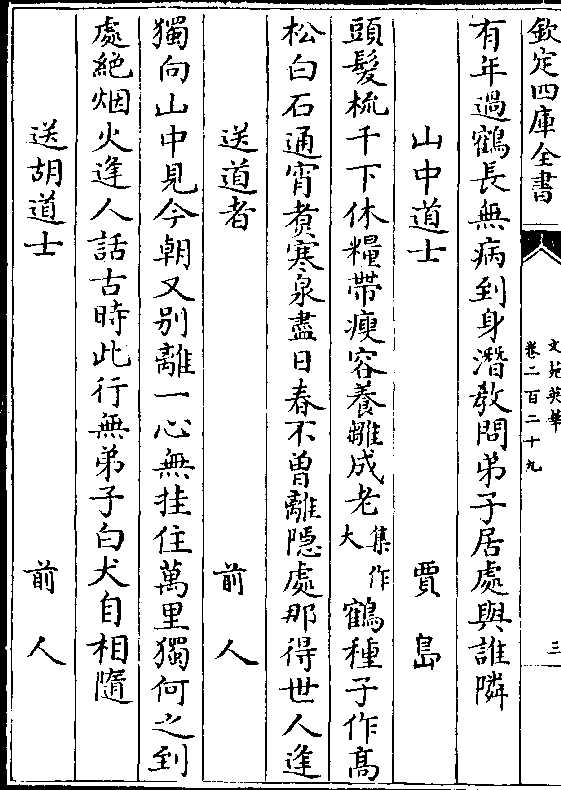 欽定四庫全書
文苑英華
卷二百二十九
三
有年過鶴長無病到身潛教問弟子居處與誰隣
山中道士 賈島
頭髮梳千下休糧帶瘦容養雛成老集作大鶴種子作髙
松白石通宵煑寒泉盡日舂不曽離隠處那得世人逢
送道者 前人
獨向山中見今朝又别離一心無挂住萬里獨何之到
處絶烟火逢人話古時此行無弟子白犬自相隨
送胡道士 前人